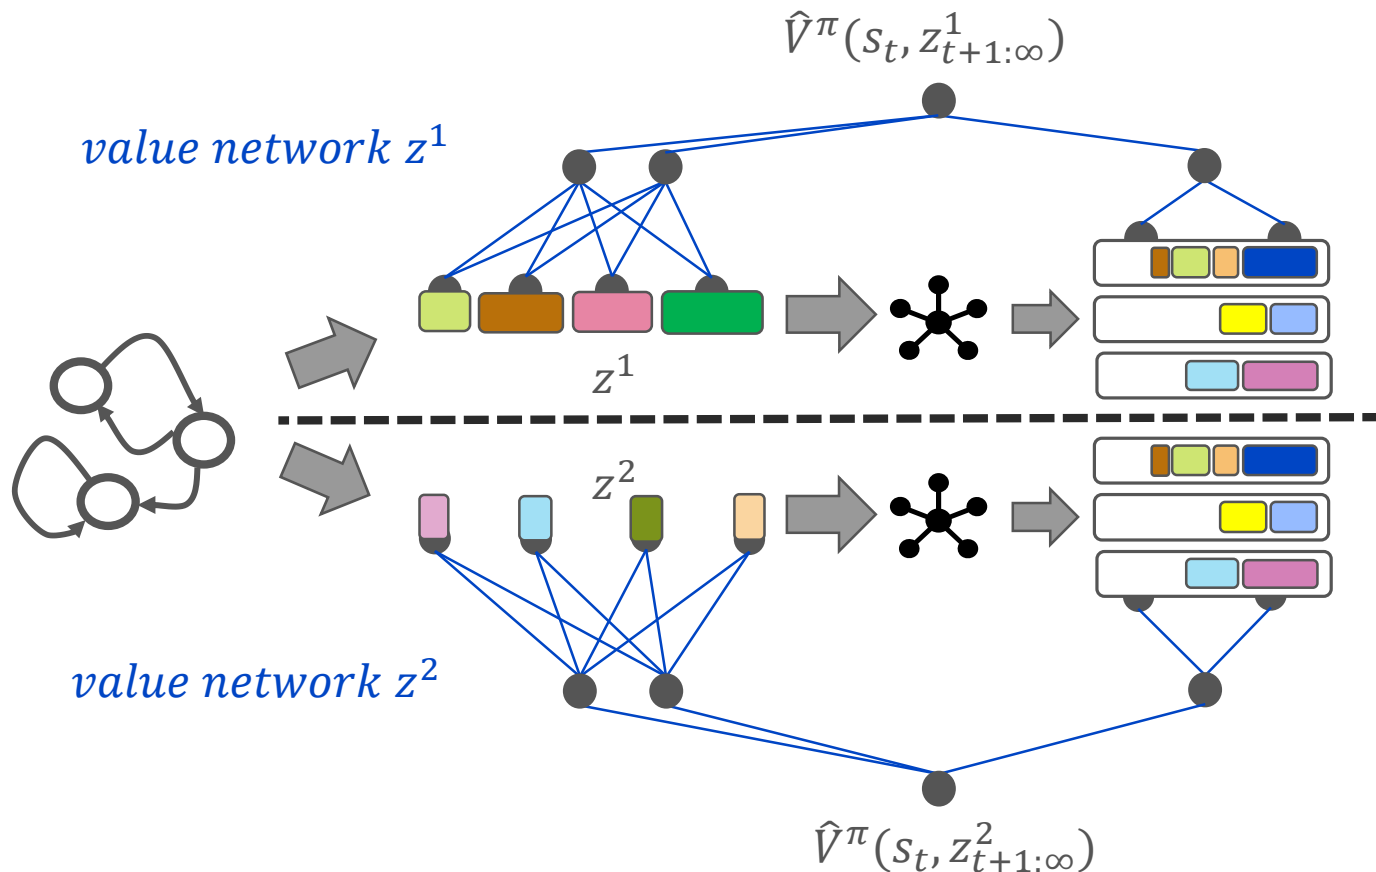 V̂^π(s_t, z^1_{t+1:∞})
value network z^1
z^1
z^2
value network z^2
V̂^π(s_t, z^2_{t+1:∞})